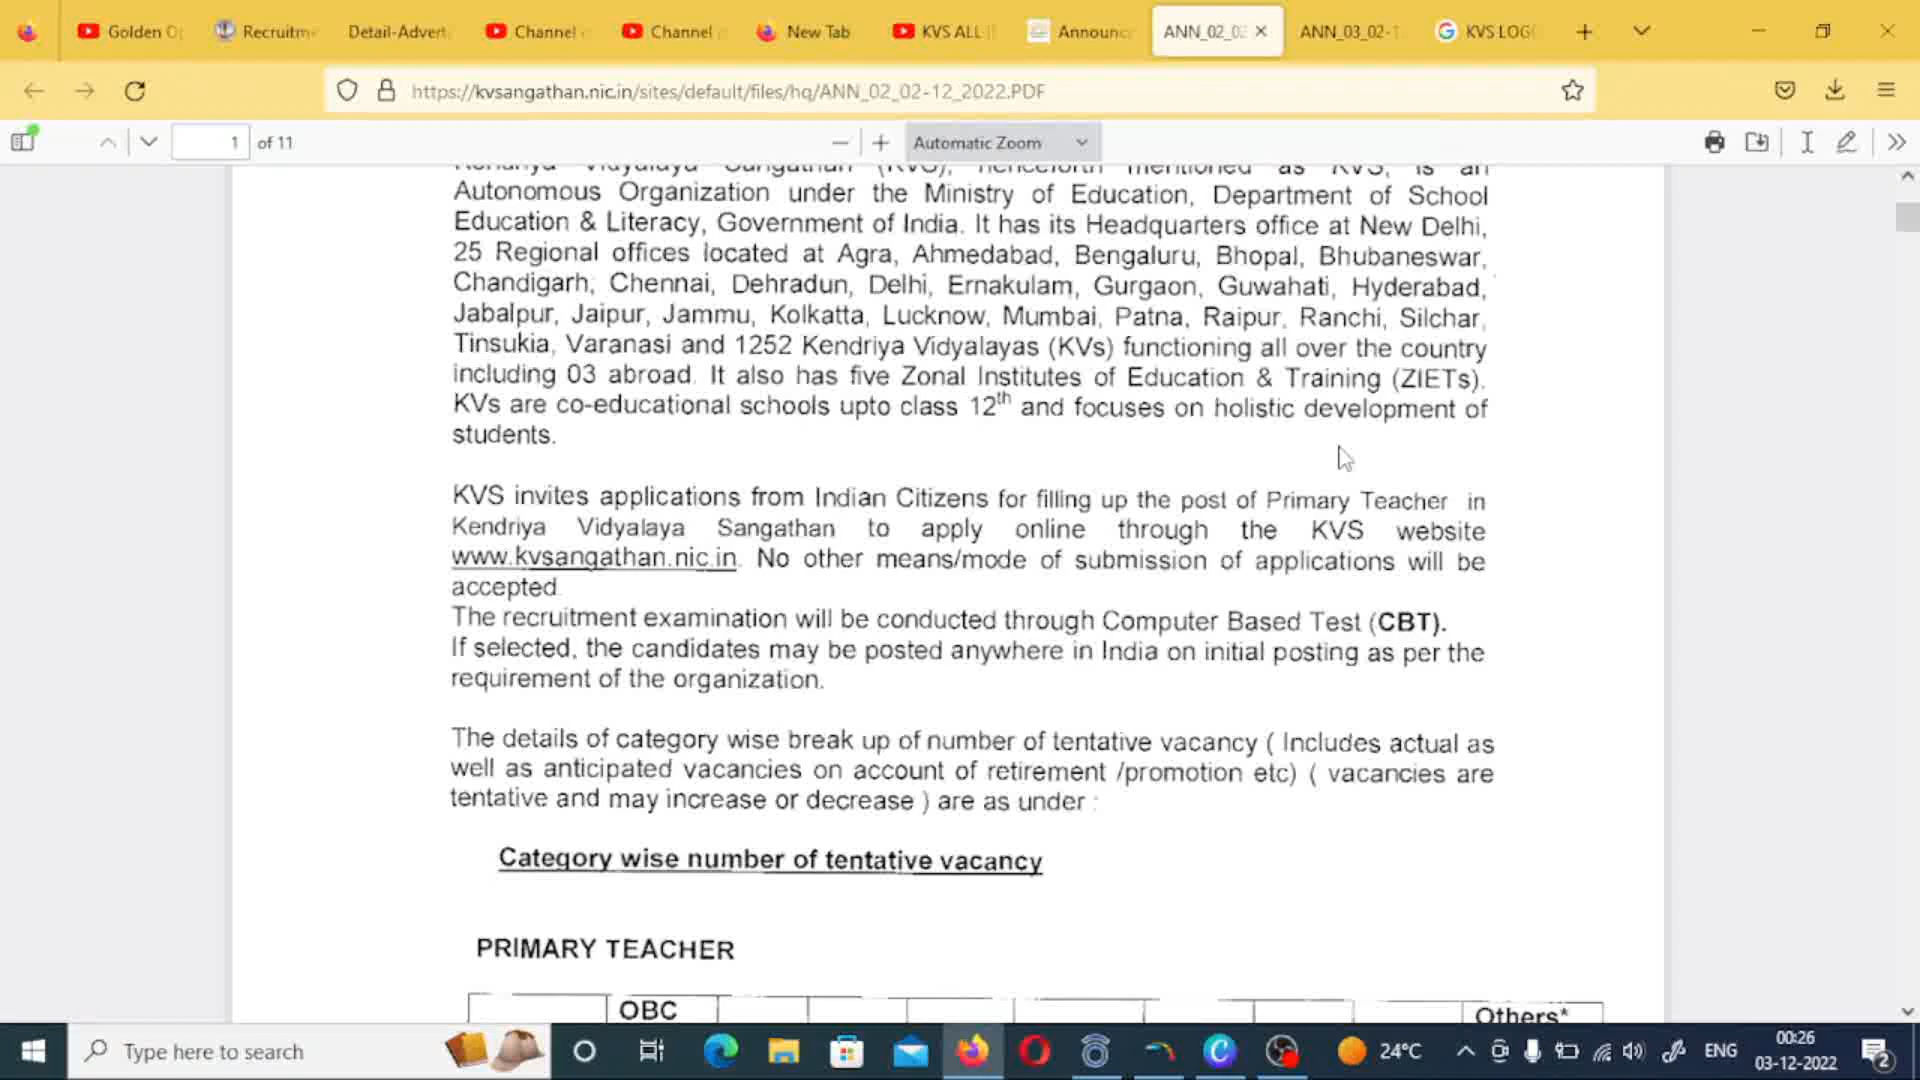 Golden O
Recruitm
Detail-Advert
Channel
Channel
New Tab
KVS ALL
Announc
ANN_02_02
ANN_03_02-1
KVS LOG
https://kvsangathan.nic.in/sites/default/files/hq/ANN_02_02-12_2022.PDF
1 of 11
Automatic Zoom
Kendriya Vidyalaya Sangathan (KVS), henceforth mentioned as KVS, is an
Autonomous Organization under the Ministry of Education, Department of School
Education & Literacy, Government of India. It has its Headquarters office at New Delhi,
25 Regional offices located at Agra, Ahmedabad, Bengaluru, Bhopal, Bhubaneswar,
Chandigarh, Chennai, Dehradun, Delhi, Ernakulam, Gurgaon, Guwahati, Hyderabad,
Jabalpur, Jaipur, Jammu, Kolkatta, Lucknow, Mumbai, Patna, Raipur, Ranchi, Silchar,
Tinsukia, Varanasi and 1252 Kendriya Vidyalayas (KVs) functioning all over the country
including 03 abroad. It also has five Zonal Institutes of Education & Training (ZIETs).
KVs are co-educational schools upto class 12th and focuses on holistic development of
students.
KVS invites applications from Indian Citizens for filling up the post of Primary Teacher in
Kendriya Vidyalaya Sangathan to apply online through the KVS website
www.kvsangathan.nic.in. No other means/mode of submission of applications will be
accepted.
The recruitment examination will be conducted through Computer Based Test (CBT).
If selected, the candidates may be posted anywhere in India on initial posting as per the
requirement of the organization.
The details of category wise break up of number of tentative vacancy ( Includes actual as
well as anticipated vacancies on account of retirement /promotion etc) ( vacancies are
tentative and may increase or decrease ) are as under :
Category wise number of tentative vacancy
PRIMARY TEACHER
OBC
Others*
Type here to search
24°C
ENG
00:26
03-12-2022
2